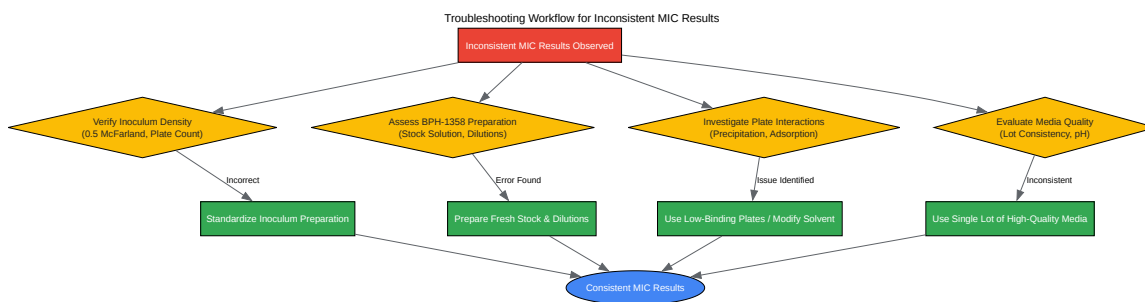 Troubleshooting Workflow for Inconsistent MIC Results
Inconsistent MIC Results Observed
Verify Inoculum Density
(0.5 McFarland, Plate Count)
Assess BPH-1358 Preparation
(Stock Solution, Dilutions)
Investigate Plate Interactions
(Precipitation, Adsorption)
Evaluate Media Quality
(Lot Consistency, pH)
Incorrect
Error Found
Issue Identified
Inconsistent
Standardize Inoculum Preparation
Prepare Fresh Stock & Dilutions
Use Low-Binding Plates / Modify Solvent
Use Single Lot of High-Quality Media
Consistent MIC Results